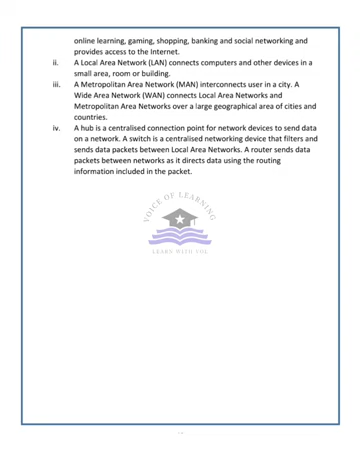 online learning, gaming, shopping, banking and social networking and
provides access to the Internet.
ii. A Local Area Network (LAN) connects computers and other devices in a
small area, room or building.
iii. A Metropolitan Area Network (MAN) interconnects user in a city. A
Wide Area Network (WAN) connects Local Area Networks and
Metropolitan Area Networks over a large geographical area of cities and
countries.
iv. A hub is a centralised connection point for network devices to send data
on a network. A switch is a centralised networking device that filters and
sends data packets between Local Area Networks. A router sends data
packets between networks as it directs data using the routing
information included in the packet.
VOICE OF LEARNING
LEARN WITH YOU